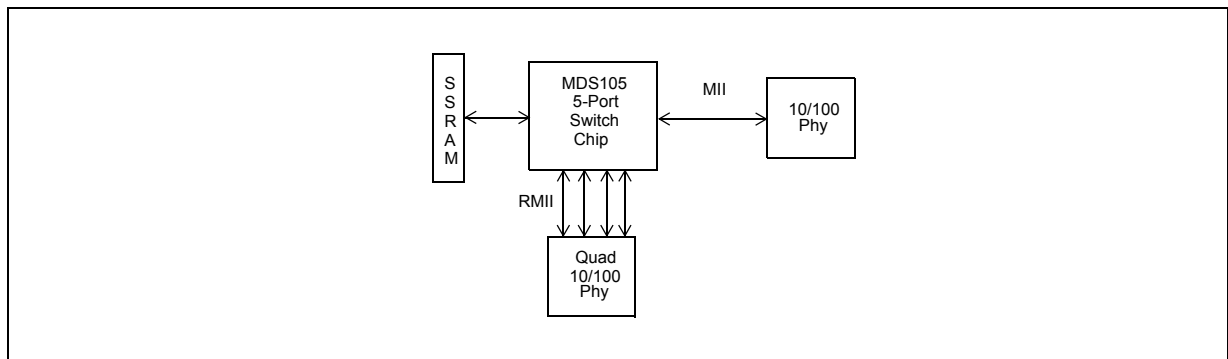 S
S
R
A
M
MDS105
5-Port
Switch
Chip
MII
10/100
Phy
RMII
Quad
10/100
Phy